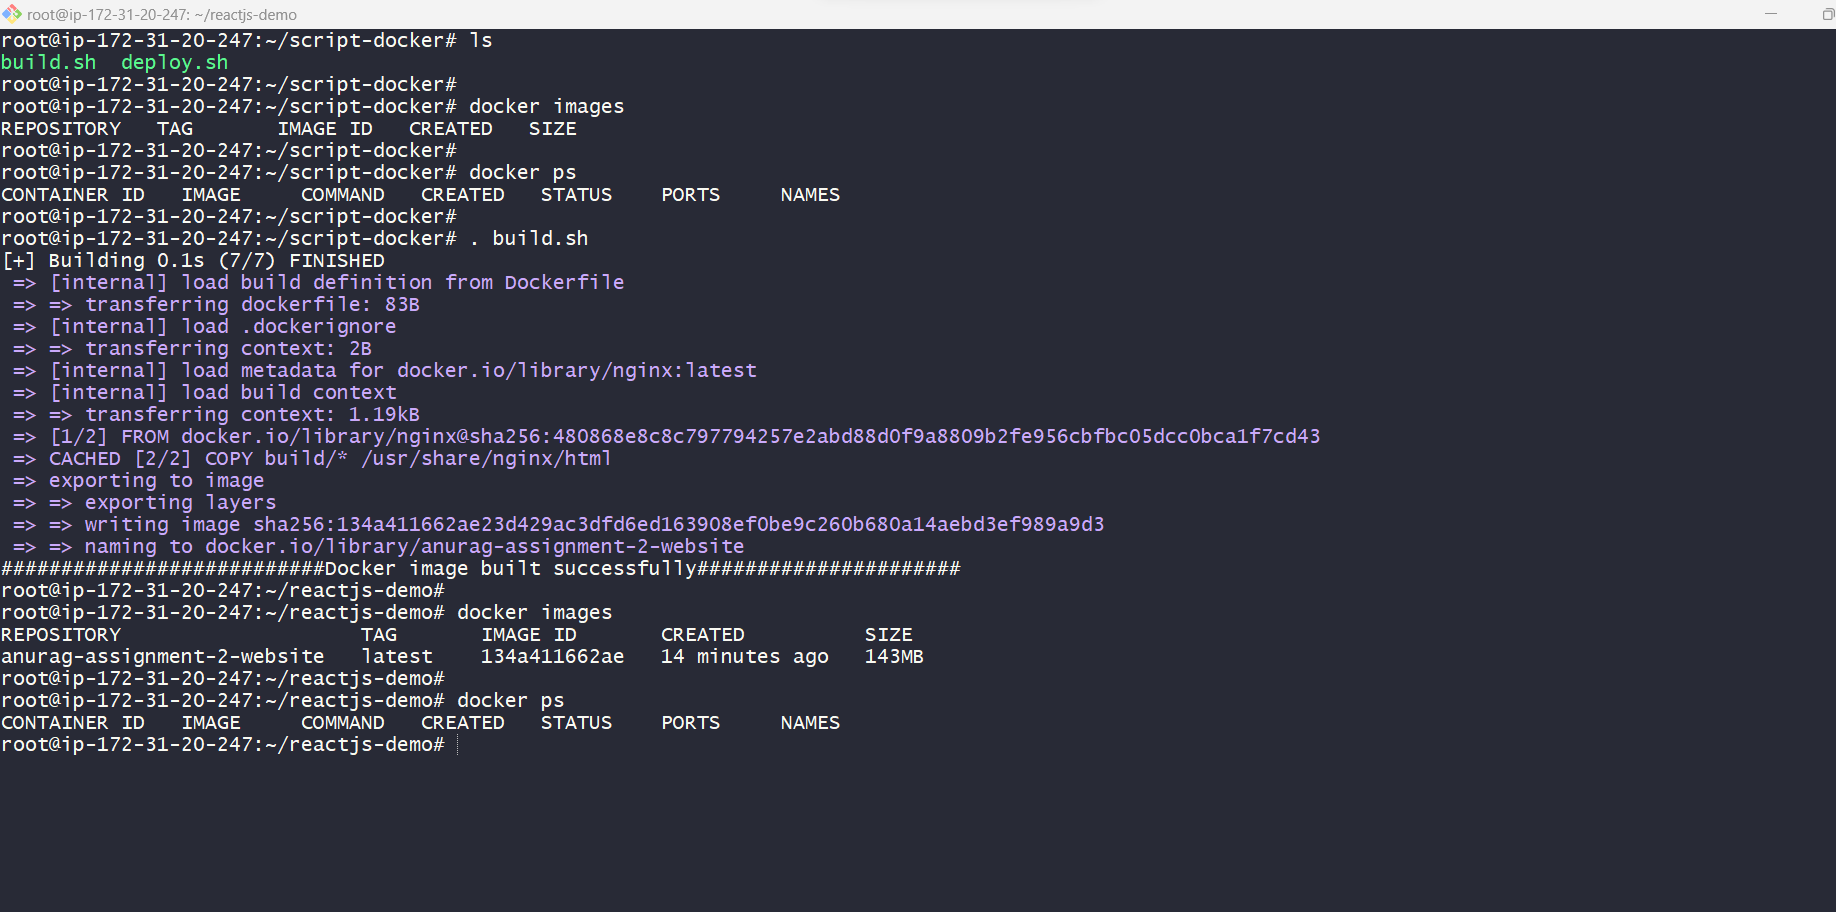 root@ip-172-31-20-247: ~/reactjs-demo
root@ip-172-31-20-247:~/script-docker# ls
build.sh  deploy.sh
root@ip-172-31-20-247:~/script-docker#
root@ip-172-31-20-247:~/script-docker# docker images
REPOSITORY   TAG       IMAGE ID   CREATED   SIZE
root@ip-172-31-20-247:~/script-docker#
root@ip-172-31-20-247:~/script-docker# docker ps
CONTAINER ID   IMAGE     COMMAND   CREATED   STATUS    PORTS     NAMES
root@ip-172-31-20-247:~/script-docker#
root@ip-172-31-20-247:~/script-docker# . build.sh
[+] Building 0.1s (7/7) FINISHED
 => [internal] load build definition from Dockerfile
 => => transferring dockerfile: 83B
 => [internal] load .dockerignore
 => => transferring context: 2B
 => [internal] load metadata for docker.io/library/nginx:latest
 => [internal] load build context
 => => transferring context: 1.19kB
 => [1/2] FROM docker.io/library/nginx@sha256:480868e8c8c797794257e2abd88d0f9a8809b2fe956cbfbc05dcc0bca1f7cd43
 => CACHED [2/2] COPY build/* /usr/share/nginx/html
 => exporting to image
 => => exporting layers
 => => writing image sha256:134a411662ae23d429ac3dfd6ed163908ef0be9c260b680a14aebd3ef989a9d3
 => => naming to docker.io/library/anurag-assignment-2-website
###########################Docker image built successfully######################
root@ip-172-31-20-247:~/reactjs-demo#
root@ip-172-31-20-247:~/reactjs-demo# docker images
REPOSITORY                    TAG       IMAGE ID       CREATED          SIZE
anurag-assignment-2-website   latest    134a411662ae   14 minutes ago   143MB
root@ip-172-31-20-247:~/reactjs-demo#
root@ip-172-31-20-247:~/reactjs-demo# docker ps
CONTAINER ID   IMAGE     COMMAND   CREATED   STATUS    PORTS     NAMES
root@ip-172-31-20-247:~/reactjs-demo#